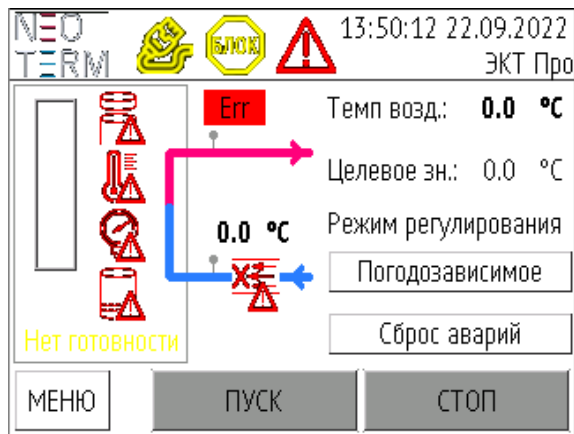 NEO
TERM
БЛОК
13:50:12 22.09.2022
ЭКТ Про
Err
Темп возд.: 0.0 °C
Целевое зн.: 0.0 °C
0.0 °C
Режим регулирования
Погодозависимое
Нет готовности
Сброс аварий
МЕНЮ
ПУСК
СТОП